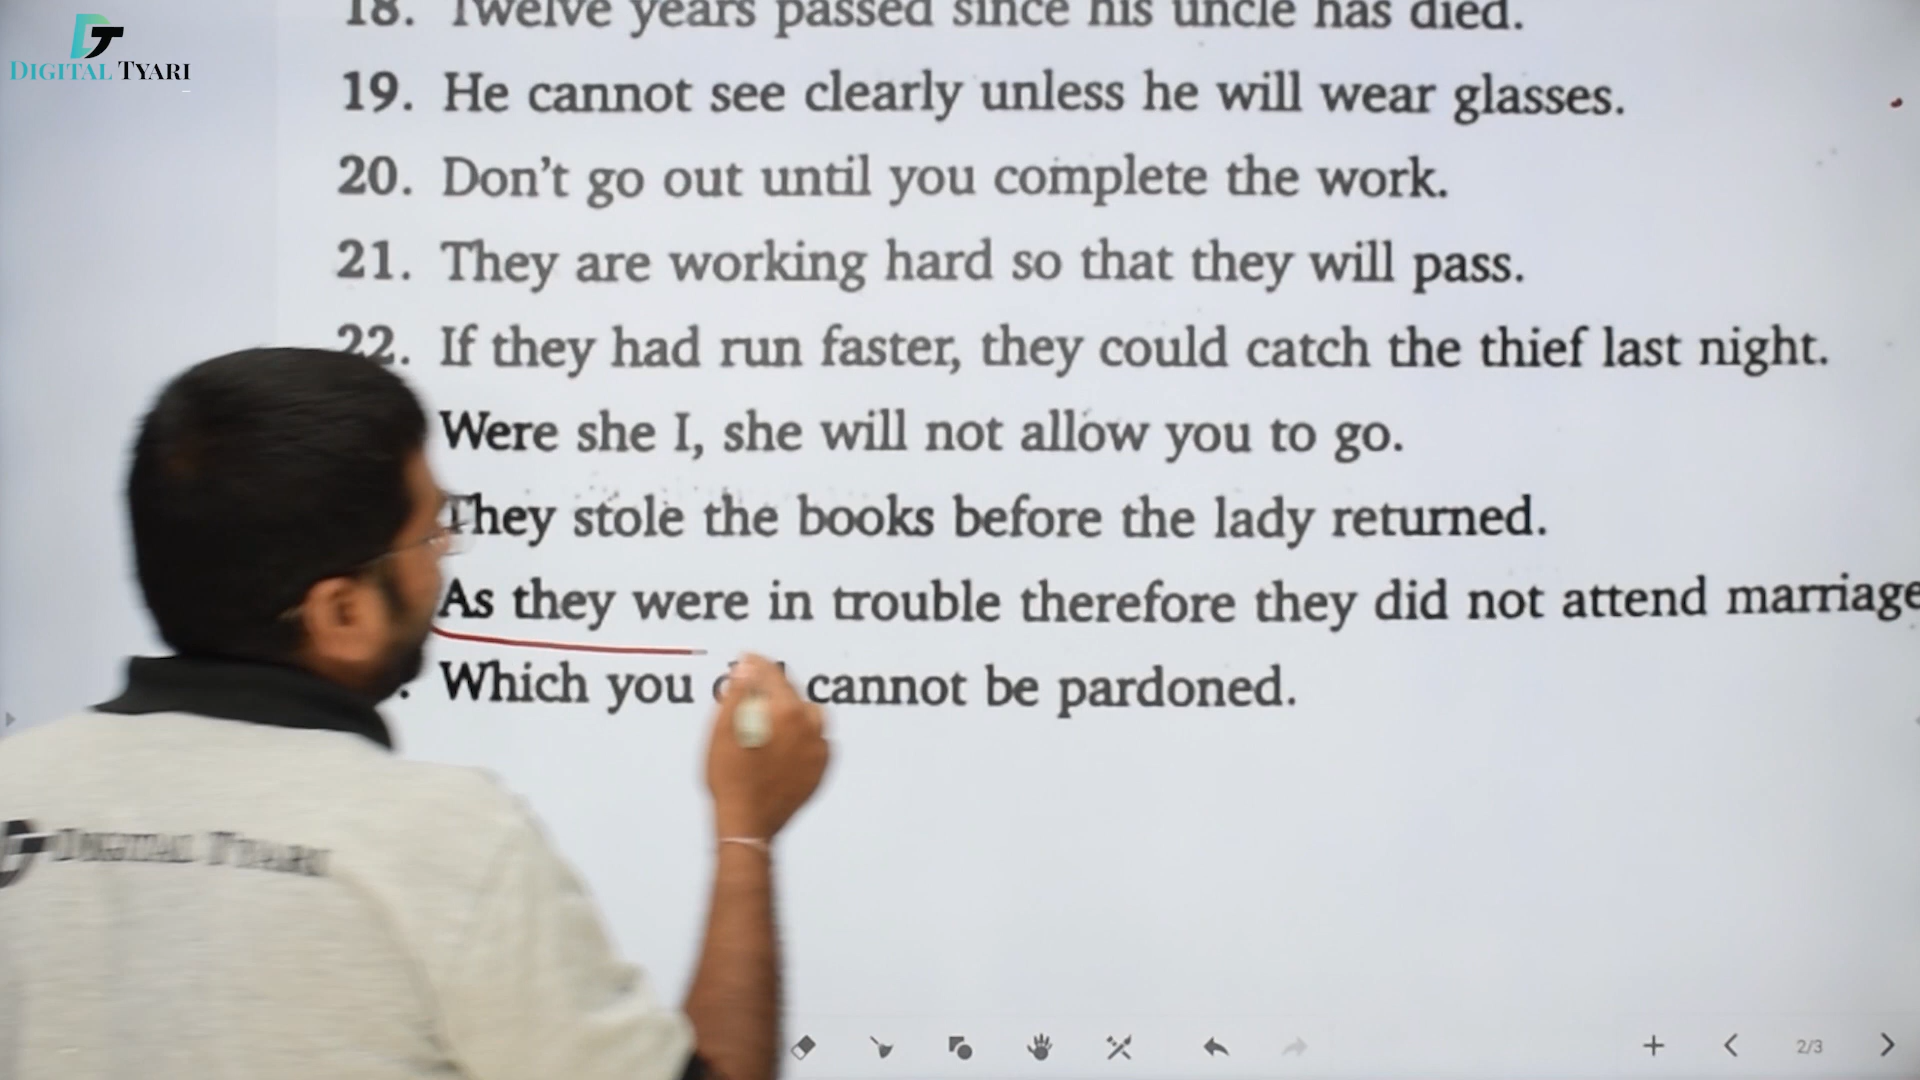 DT
DIGITAL TYARI
18. Twelve years passed since his uncle has died.
19. He cannot see clearly unless he will wear glasses.
20. Don't go out until you complete the work.
21. They are working hard so that they will pass.
22. If they had run faster, they could catch the thief last night.
Were she I, she will not allow you to go.
They stole the books before the lady returned.
As they were in trouble therefore they did not attend marriage
Which you cannot be pardoned.
DIGITAL TYARI
2/3